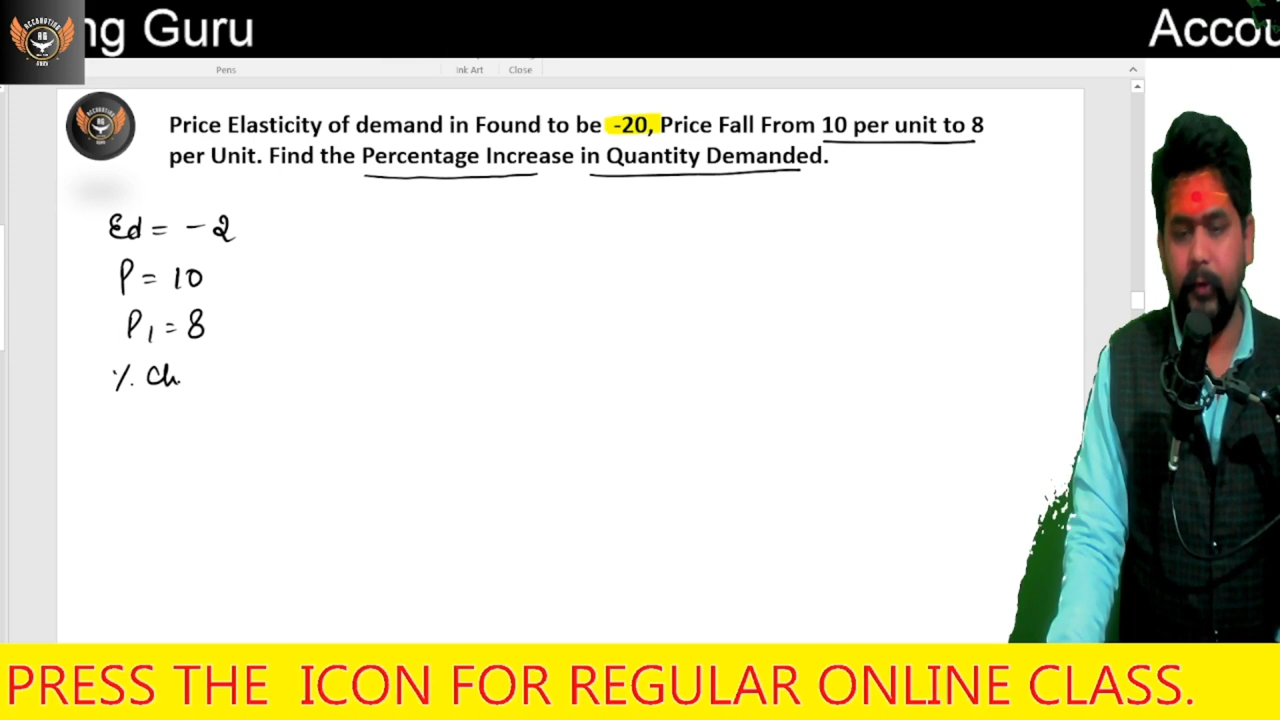 ng Guru
Accou
Pens
Ink Art
Close
Price Elasticity of demand in Found to be -20, Price Fall From 10 per unit to 8
per Unit. Find the Percentage Increase in Quantity Demanded.
Ed = -2
P = 10
P1 = 8
%. Ch
PRESS THE ICON FOR REGULAR ONLINE CLASS.